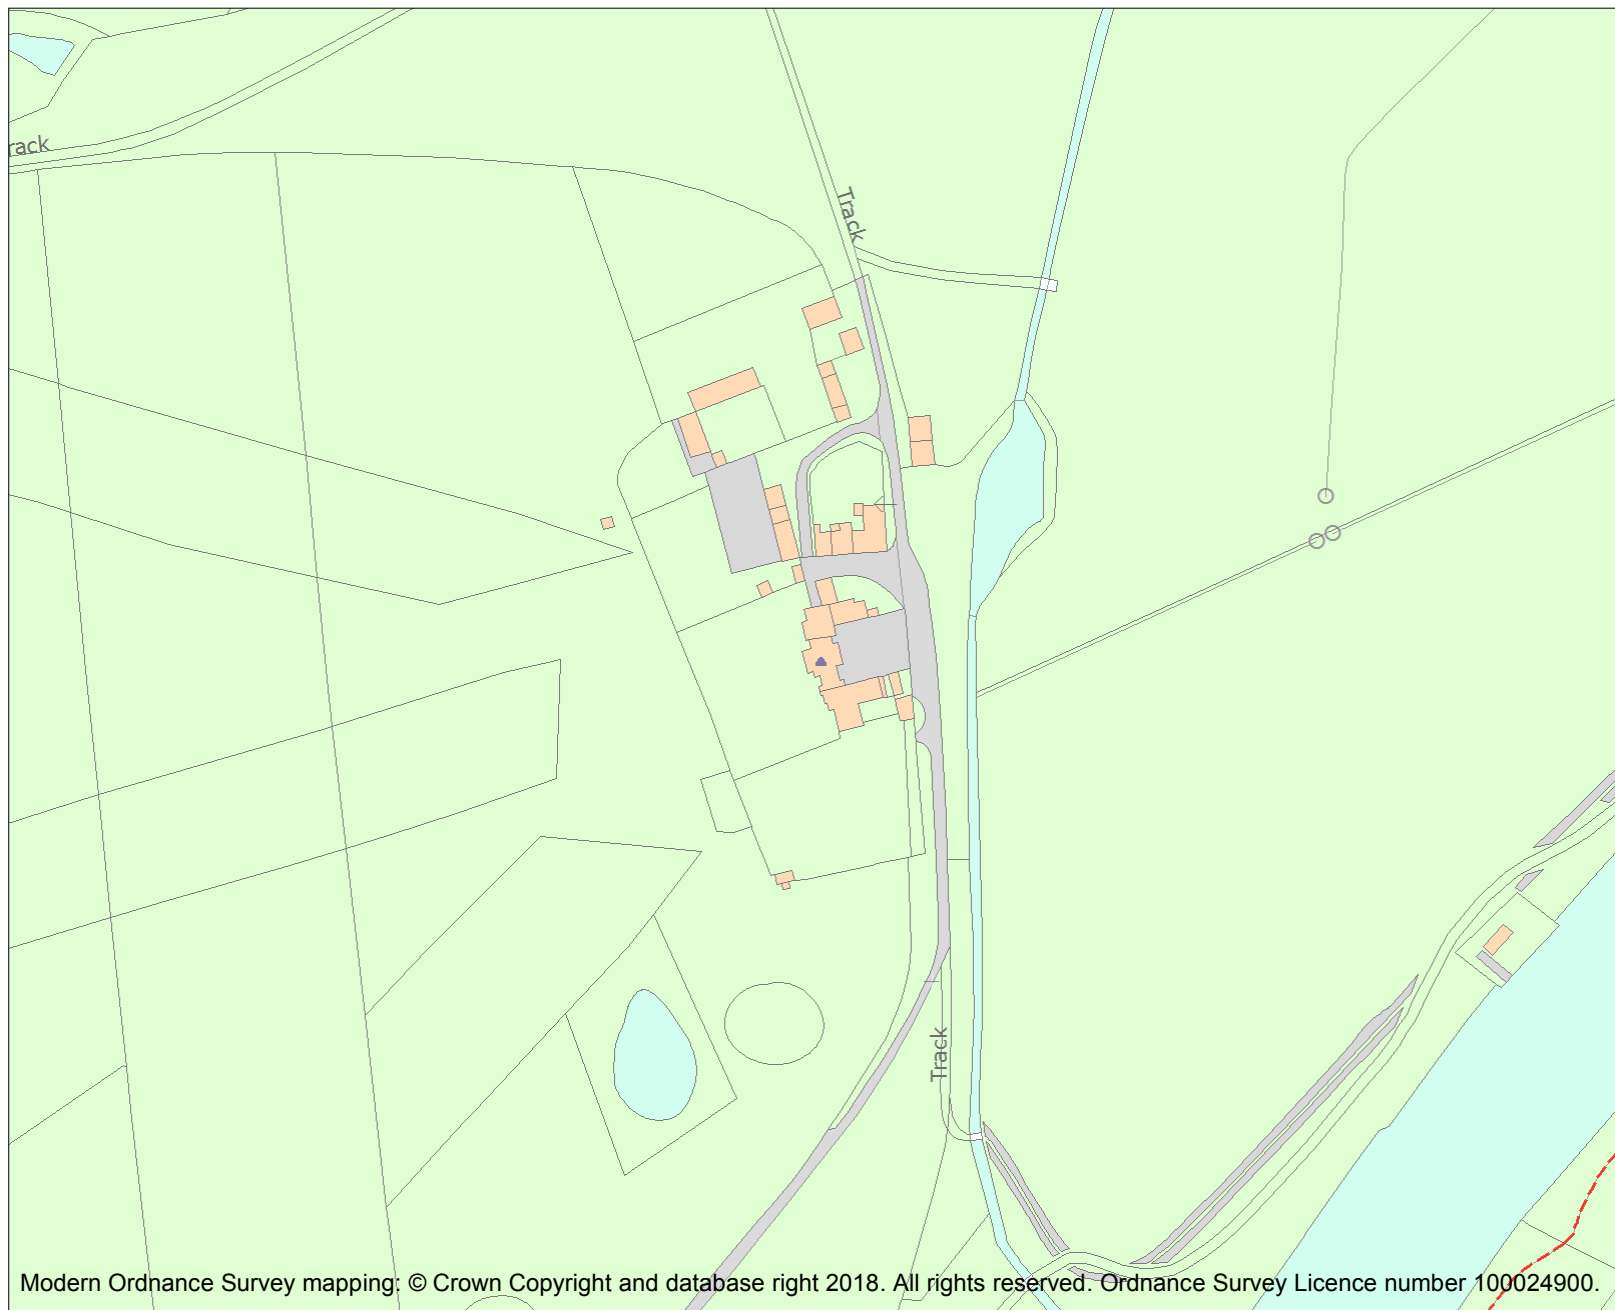 rack
Track
Track
Modern Ordnance Survey mapping: © Crown Copyright and database right 2018. All rights reserved. Ordnance Survey Licence number 100024900.